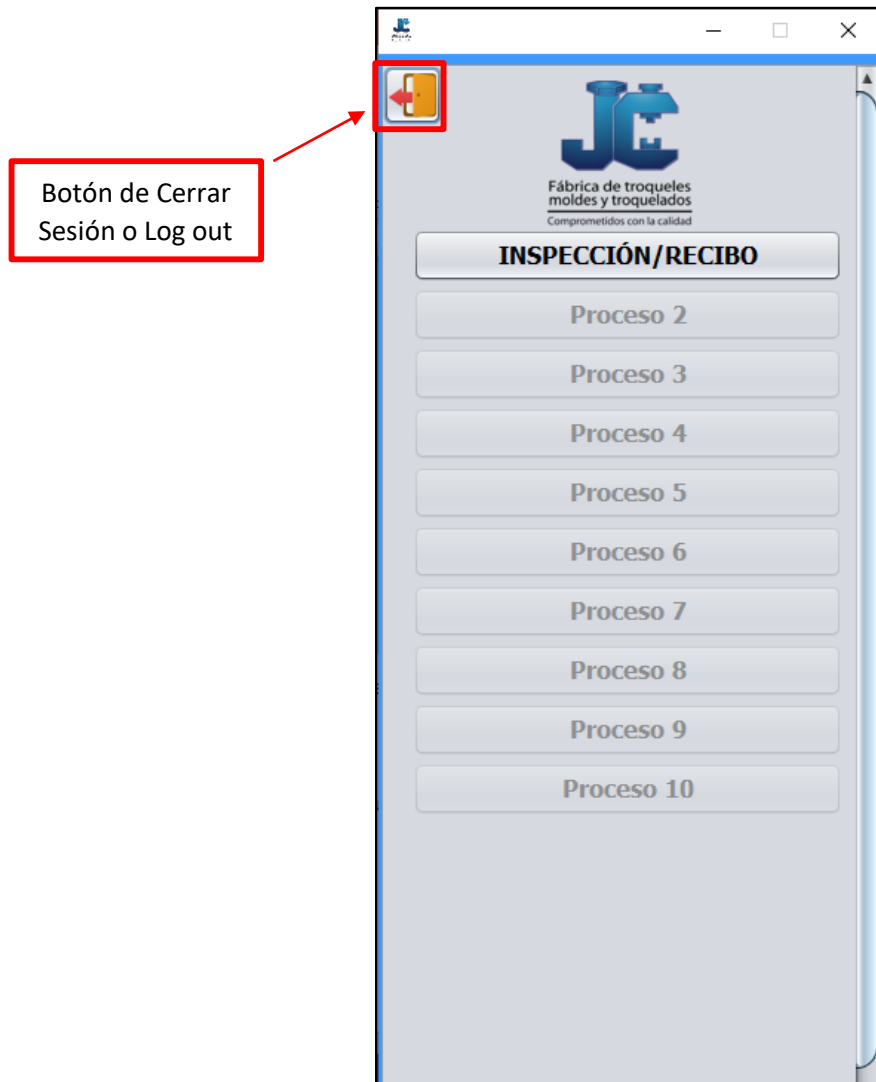 Botón de Cerrar
Sesión o Log out
JC
Fábrica de troqueles
moldes y troquelados
Comprometidos con la calidad
INSPECCIÓN/RECIBO
Proceso 2
Proceso 3
Proceso 4
Proceso 5
Proceso 6
Proceso 7
Proceso 8
Proceso 9
Proceso 10